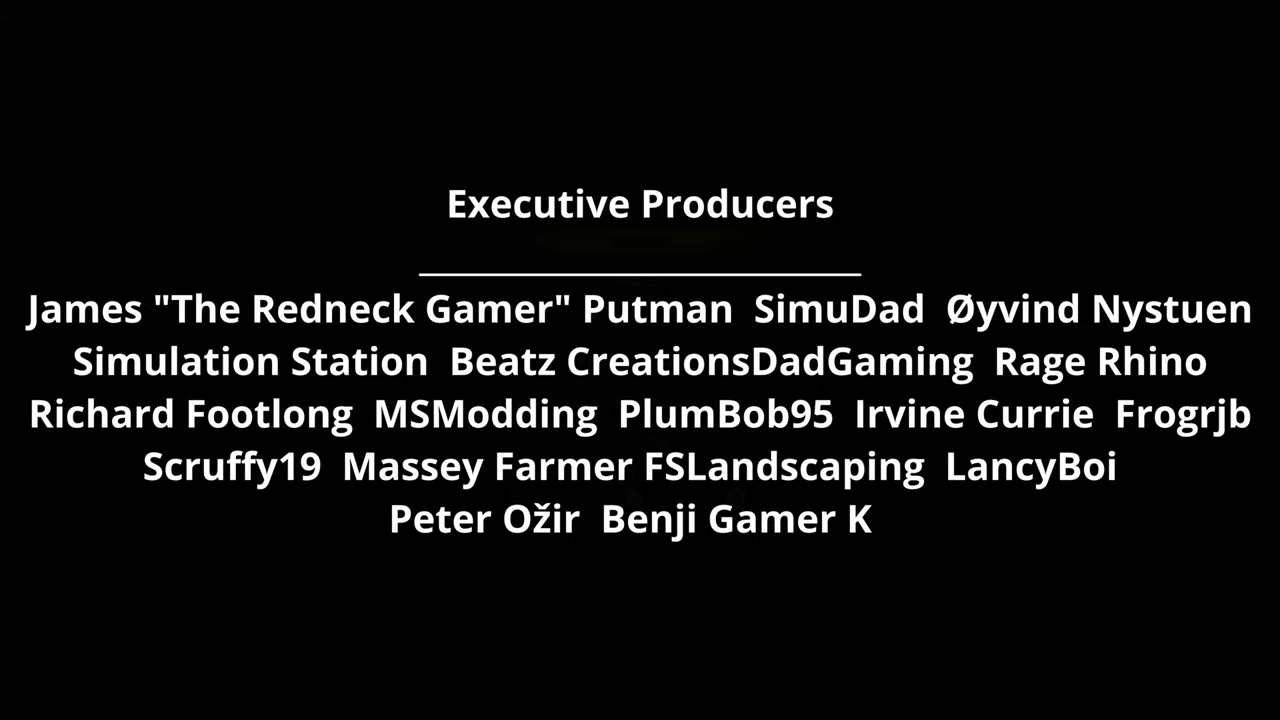 Executive Producers
James "The Redneck Gamer" Putman  SimuDad  Øyvind Nystuen
Simulation Station  Beatz CreationsDadGaming  Rage Rhino
Richard Footlong  MSModding  PlumBob95  Irvine Currie  Frogrjb
Scruffy19  Massey Farmer FSLandscaping  LancyBoi
Peter Ožir  Benji Gamer K